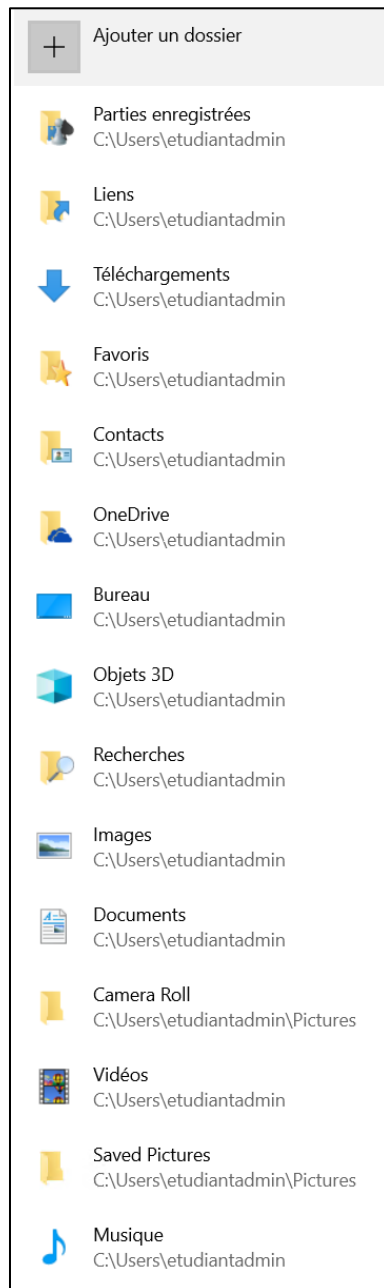 Ajouter un dossier
Parties enregistrées
C:\Users\etudiantadmin
Liens
C:\Users\etudiantadmin
Téléchargements
C:\Users\etudiantadmin
Favoris
C:\Users\etudiantadmin
Contacts
C:\Users\etudiantadmin
OneDrive
C:\Users\etudiantadmin
Bureau
C:\Users\etudiantadmin
Objets 3D
C:\Users\etudiantadmin
Recherches
C:\Users\etudiantadmin
Images
C:\Users\etudiantadmin
Documents
C:\Users\etudiantadmin
Camera Roll
C:\Users\etudiantadmin\Pictures
Vidéos
C:\Users\etudiantadmin
Saved Pictures
C:\Users\etudiantadmin\Pictures
Musique
C:\Users\etudiantadmin